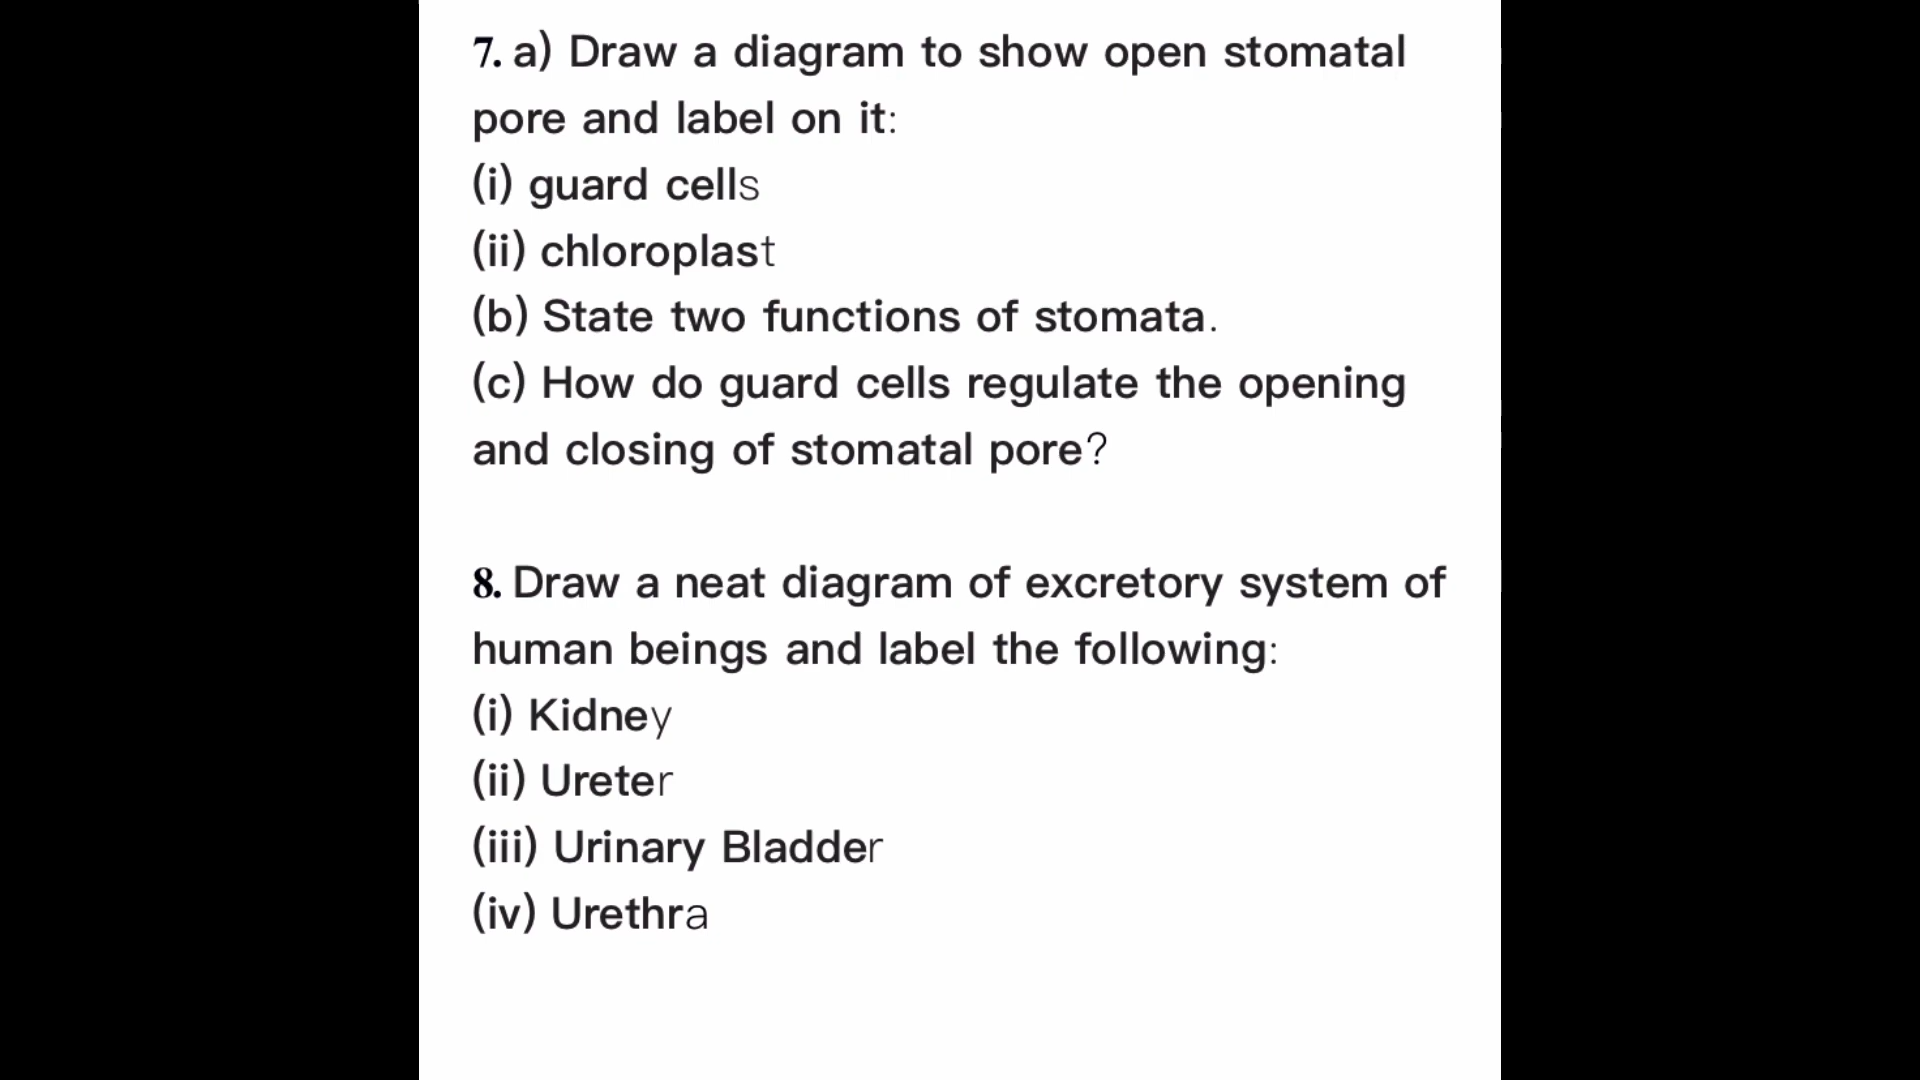 7. a) Draw a diagram to show open stomatal
pore and label on it:
(i) guard cells
(ii) chloroplast
(b) State two functions of stomata.
(c) How do guard cells regulate the opening
and closing of stomatal pore?
8. Draw a neat diagram of excretory system of
human beings and label the following:
(i) Kidney
(ii) Ureter
(iii) Urinary Bladder
(iv) Urethra